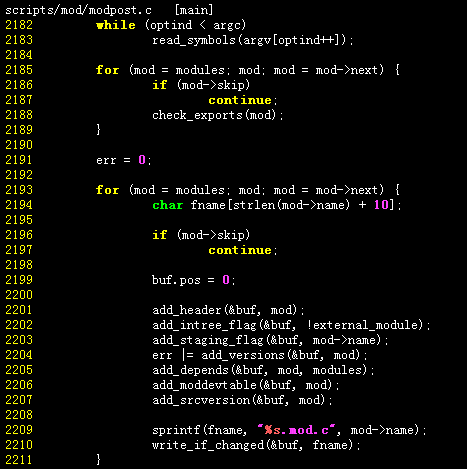 scripts/mod/modpost.c   [main]
2182         while (optind < argc)
2183                 read_symbols(argv[optind++]);
2184
2185         for (mod = modules; mod; mod = mod->next) {
2186                 if (mod->skip)
2187                         continue;
2188                 check_exports(mod);
2189         }
2190
2191         err = 0;
2192
2193         for (mod = modules; mod; mod = mod->next) {
2194                 char fname[strlen(mod->name) + 10];
2195
2196                 if (mod->skip)
2197                         continue;
2198
2199                 buf.pos = 0;
2200
2201                 add_header(&buf, mod);
2202                 add_intree_flag(&buf, !external_module);
2203                 add_staging_flag(&buf, mod->name);
2204                 err |= add_versions(&buf, mod);
2205                 add_depends(&buf, mod, modules);
2206                 add_moddevtable(&buf, mod);
2207                 add_srcversion(&buf, mod);
2208
2209                 sprintf(fname, "%s.mod.c", mod->name);
2210                 write_if_changed(&buf, fname);
2211         }